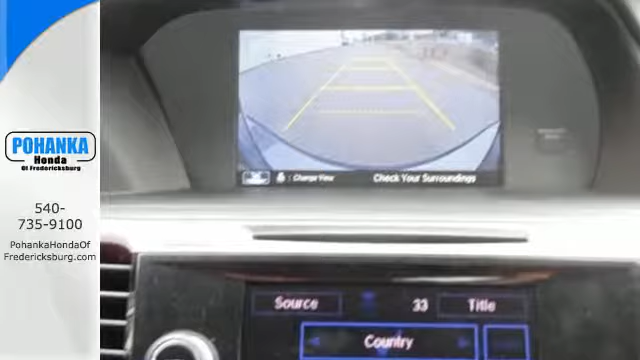 POHANKA
Honda
Of Fredericksburg
540-
735-9100
PohankaHondaOf
Fredericksburg.com
: Change View
Check Your Surroundings
Source
33
Title
Country